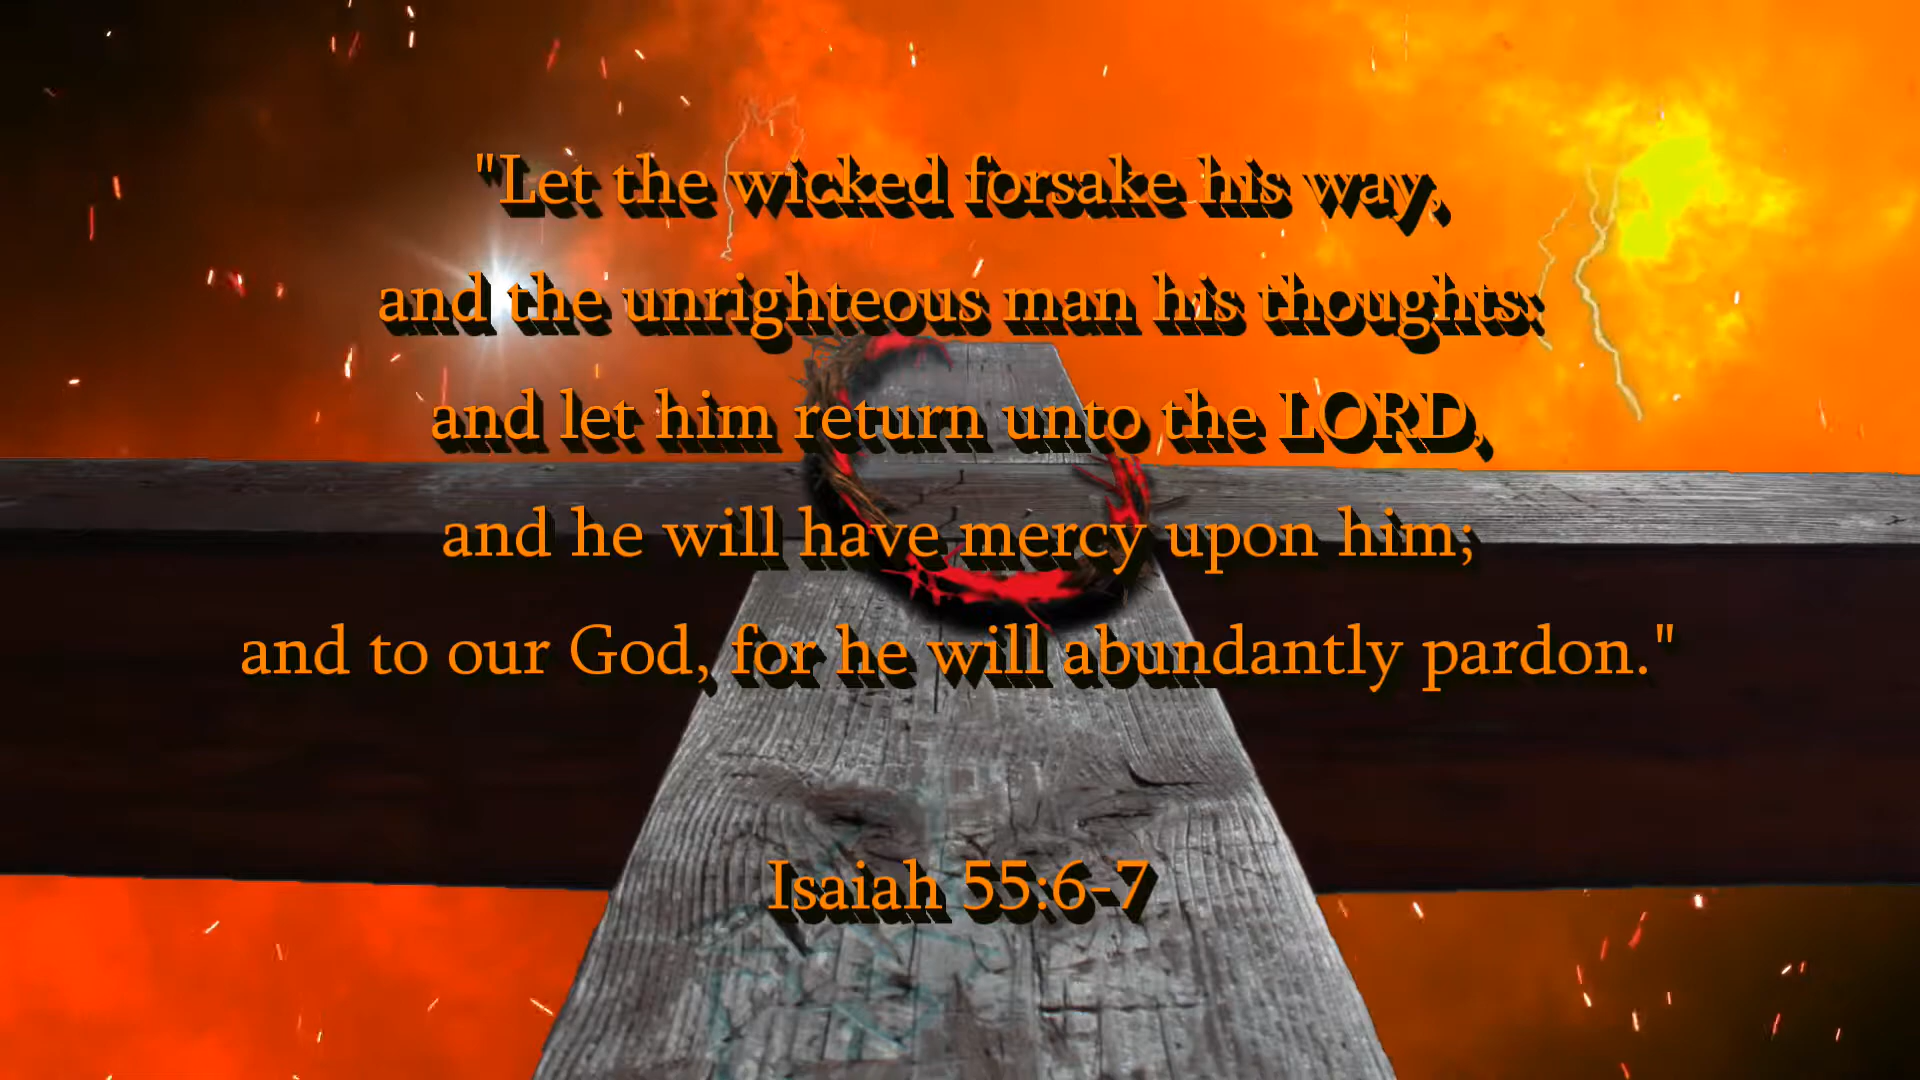 "Let the wicked forsake his way,
and the unrighteous man his thoughts:
and let him return unto the LORD,
and he will have mercy upon him;
and to our God, for he will abundantly pardon."
Isaiah 55:6-7